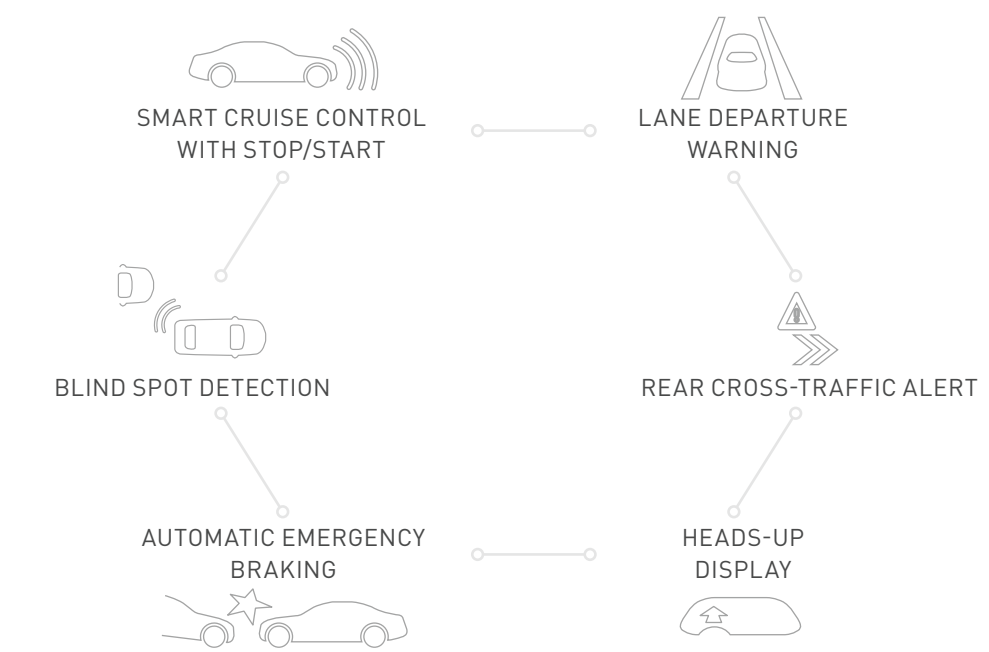 SMART CRUISE CONTROL
WITH STOP/START
LANE DEPARTURE
WARNING
BLIND SPOT DETECTION
REAR CROSS-TRAFFIC ALERT
AUTOMATIC EMERGENCY
BRAKING
HEADS-UP
DISPLAY